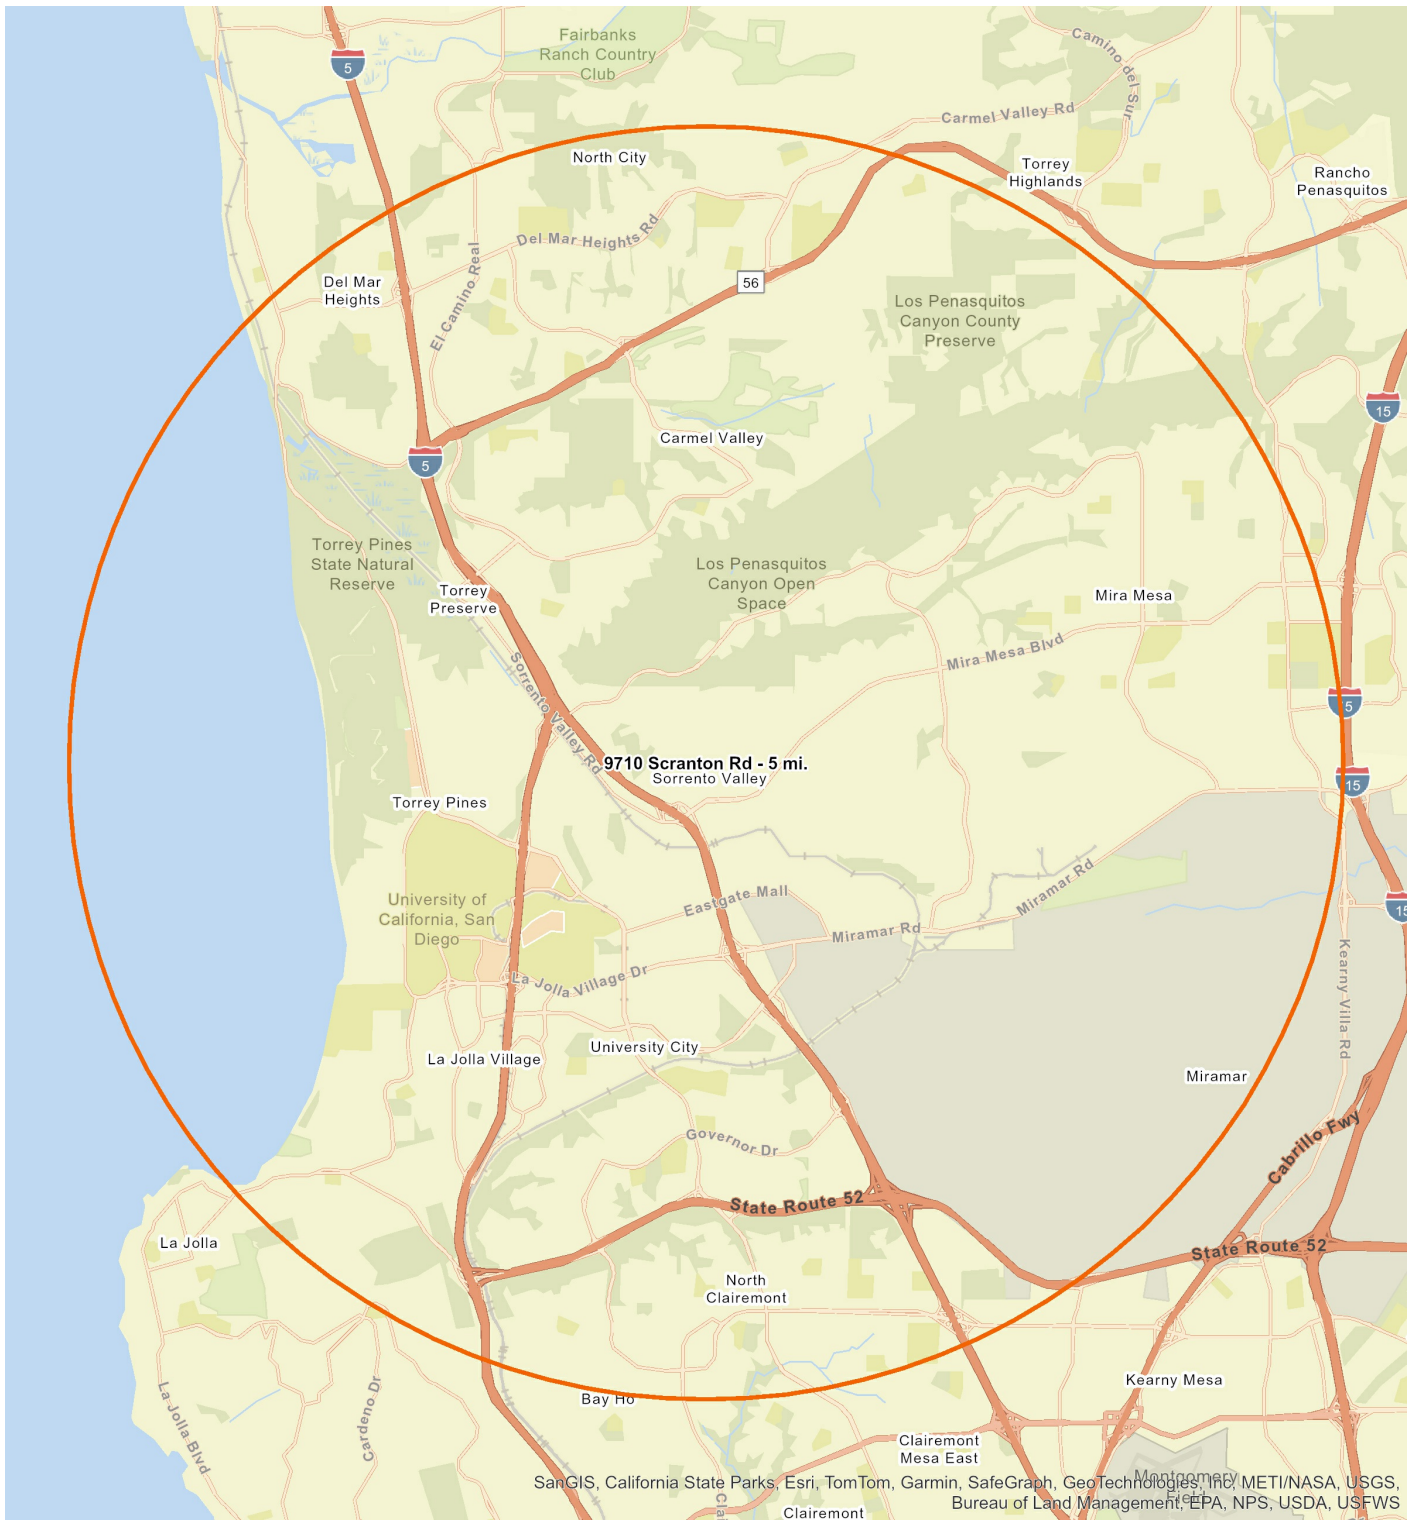 Fairbanks
Ranch Country
Club
5
Camino del Sur
Carmel Valley Rd
North City
Torrey
Highlands
Rancho
Penasquitos
Del Mar Heights Rd
El Camino Real
Del Mar
Heights
56
Los Penasquitos
Canyon County
Preserve
15
Carmel Valley
5
Torrey Pines
State Natural
Reserve
Los Penasquitos
Canyon Open
Space
Torrey
Preserve
Mira Mesa
Mira Mesa Blvd
Sorrento Valley Rd
15
9710 Scranton Rd - 5 mi.
Sorrento Valley
15
Torrey Pines
Miramar Rd
University of
California, San
Diego
Eastgate Mall
Miramar Rd
15
La Jolla Village Dr
Kearny Villa Rd
University City
La Jolla Village
Miramar
Governor Dr
Cabrillo Fwy
State Route 52
La Jolla
State Route 52
North
Clairemont
Kearny Mesa
Bay Ho
La Jolla Blvd
Cardeno Dr
Clairemont
Mesa East
Montgomery
Field
SanGIS, California State Parks, Esri, TomTom, Garmin, SafeGraph, GeoTechnologies, Inc, METI/NASA, USGS,
Bureau of Land Management, EPA, NPS, USDA, USFWS
Clairemont